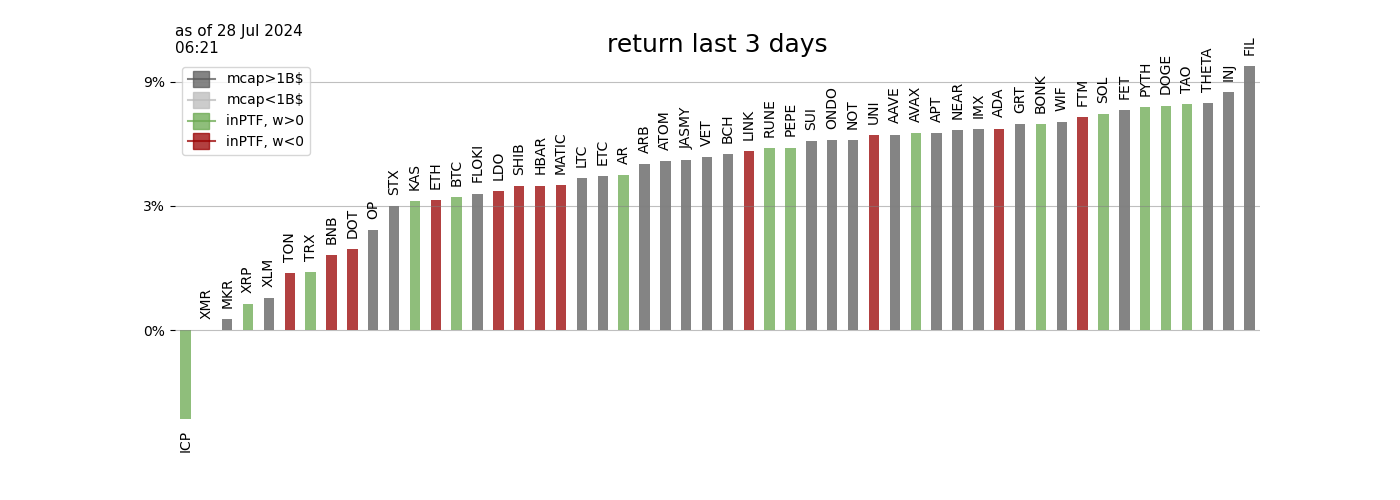 as of 28 Jul 2024
06:21
return last 3 days
mcap>1B$
mcap<1B$
inPTF, w>0
inPTF, w<0
9%
3%
0%
ICP
XMR
MKR
XRP
XLM
TON
TRX
BNB
DOT
OP
STX
KAS
ETH
BTC
FLOKI
LDO
SHIB
HBAR
MATIC
LTC
ETC
AR
ARB
ATOM
JASMY
VET
BCH
LINK
RUNE
PEPE
SUI
ONDO
NOT
UNI
AAVE
AVAX
APT
NEAR
IMX
ADA
GRT
BONK
WIF
FTM
SOL
FET
PYTH
DOGE
TAO
THETA
INJ
FIL